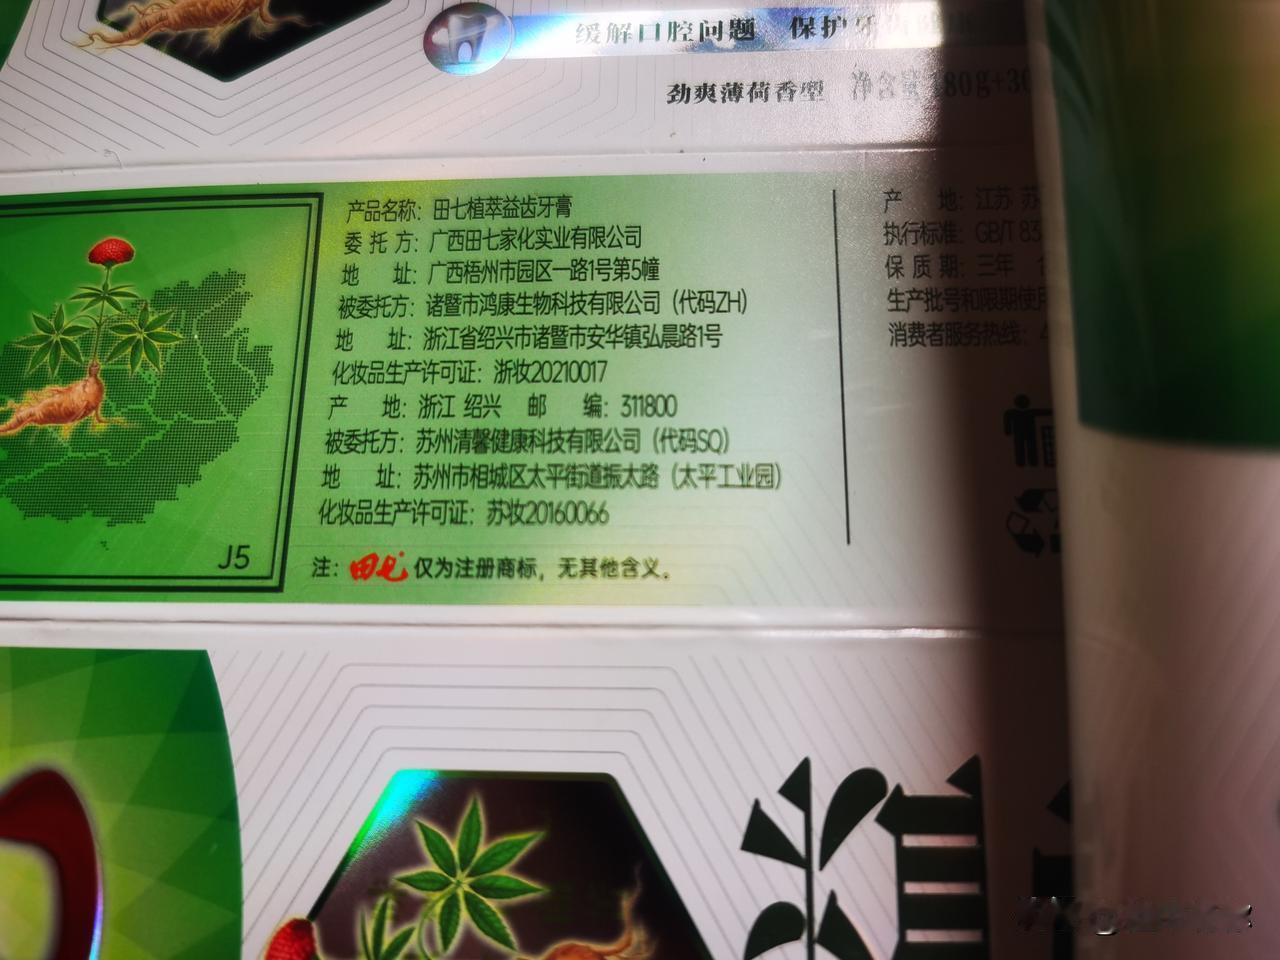 缓解口腔问题 保护牙
劲爽薄荷香型 净含量 180g+30
产品名称：田七植萃益齿牙膏
委托方：广西田七家化实业有限公司
地 址：广西梧州市园区一路1号第5幢
被委托方：诸暨市鸿康生物科技有限公司（代码ZH）
地 址：浙江省绍兴市诸暨市安华镇弘晨路1号
化妆品生产许可证：浙妆20210017
产 地：浙江 绍兴 邮 编：311800
被委托方：苏州清馨健康科技有限公司（代码SQ）
地 址：苏州市相城区太平街道振太路（太平工业园）
化妆品生产许可证：苏妆20160066
注：田七 仅为注册商标，无其他含义。
J5
产 地：江苏 苏
执行标准：GB/T 83
保质期：三年
生产批号和限期使用
消费者服务热线：4
植